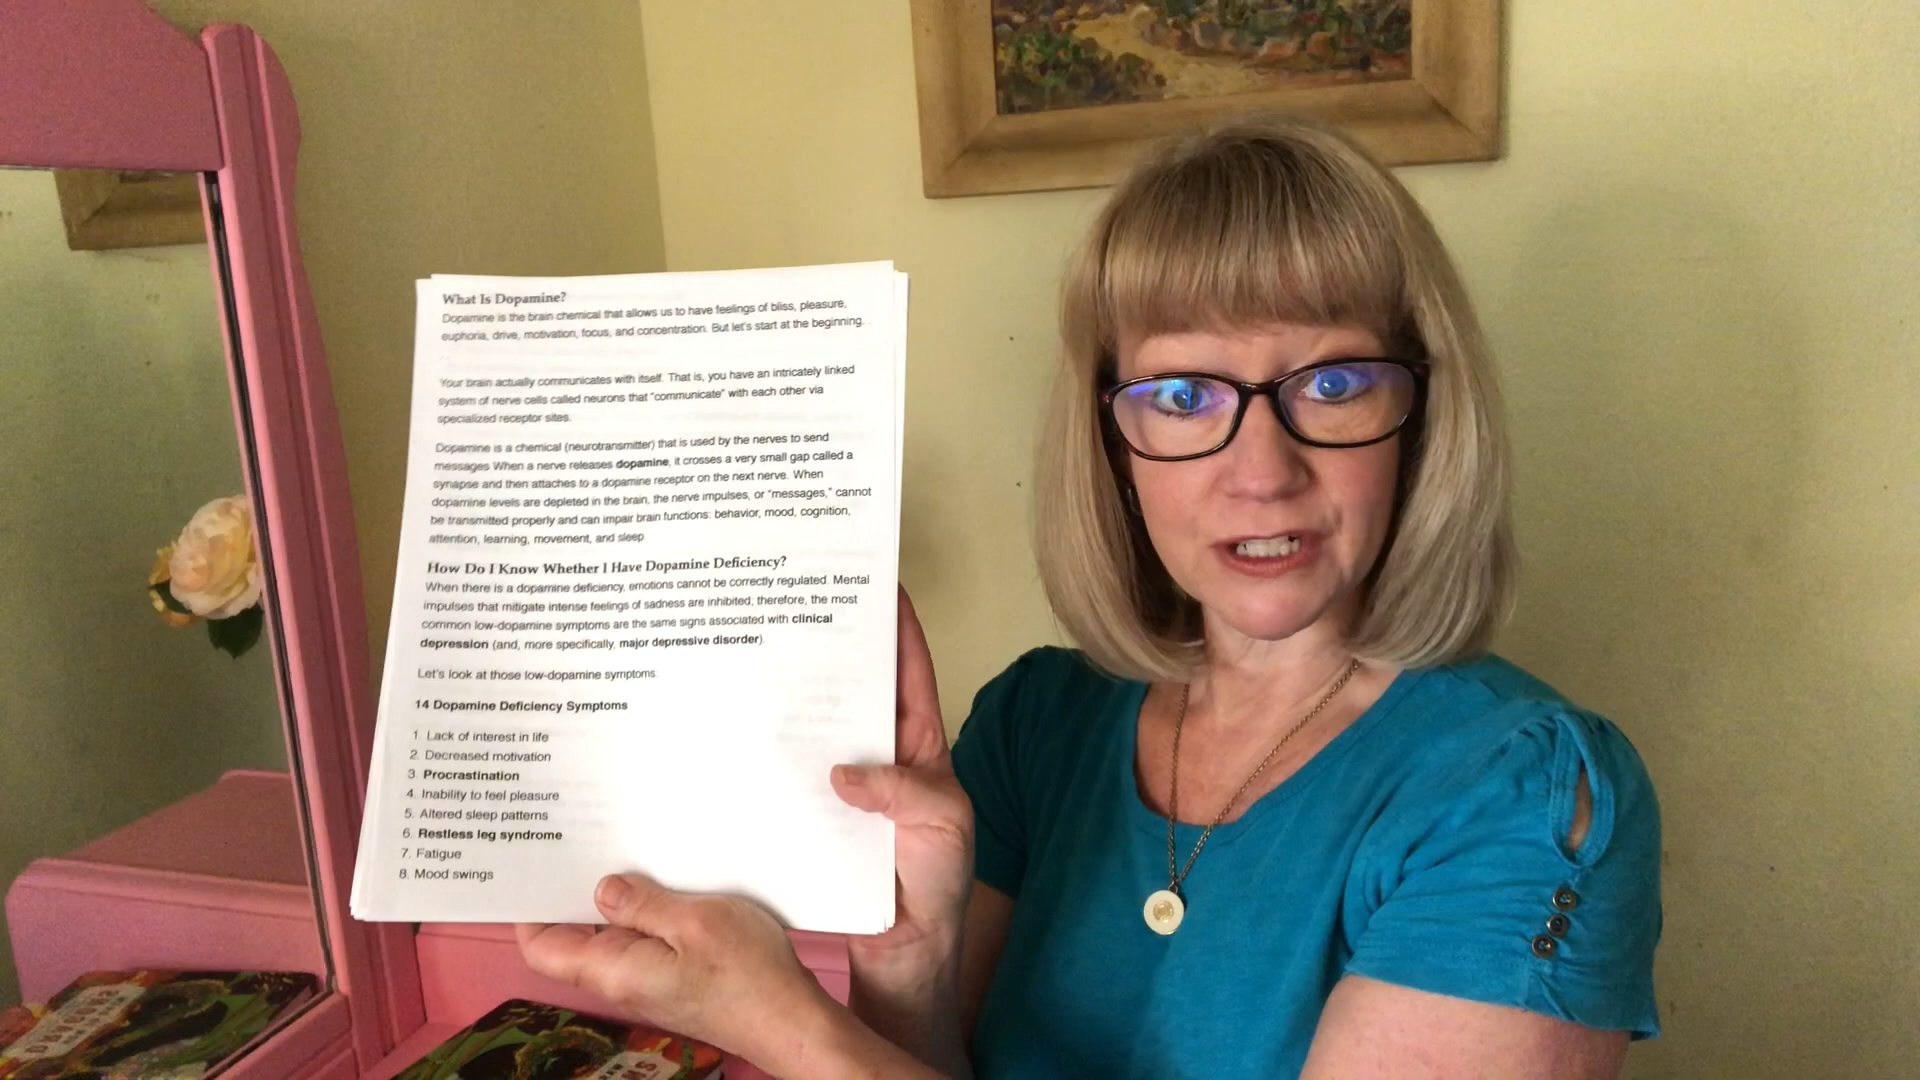 What Is Dopamine?
Dopamine is the brain chemical that allows us to have feelings of bliss, pleasure,
euphoria, drive, motivation, focus, and concentration. But let's start at the beginning. .
Your brain actually communicates with itself. That is, you have an intricately linked
system of nerve cells called neurons that "communicate" with each other via
specialized receptor sites.
Dopamine is a chemical (neurotransmitter) that is used by the nerves to send
messages When a nerve releases dopamine, it crosses a very small gap called a
synapse and then attaches to a dopamine receptor on the next nerve. When
dopamine levels are depleted in the brain, the nerve impulses, or "messages," cannot
be transmitted properly and can impair brain functions: behavior, mood, cognition,
attention, learning, movement, and sleep
How Do I Know Whether I Have Dopamine Deficiency?
When there is a dopamine deficiency, emotions cannot be correctly regulated. Mental
impulses that mitigate intense feelings of sadness are inhibited; therefore, the most
common low-dopamine symptoms are the same signs associated with clinical
depression (and, more specifically, major depressive disorder).
Let's look at those low-dopamine symptoms:
14 Dopamine Deficiency Symptoms
1. Lack of interest in life
2. Decreased motivation
3. Procrastination
4. Inability to feel pleasure
5. Altered sleep patterns
6. Restless leg syndrome
7. Fatigue
8. Mood swings